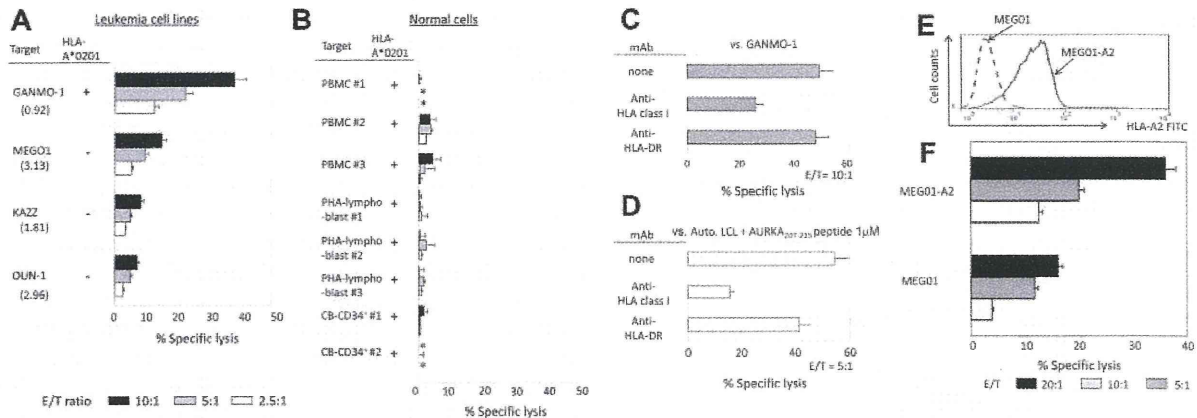 A
Leukemia cell lines
Target
HLA-
A*0201
GANMO-1
+
(0.92)
MEGO1
-
(3.13)
KAZZ
-
(1.81)
OUN-1
-
(2.96)
0 10 20 30 40 50
% Specific lysis
E/T ratio 10:1 5:1 2.5:1
B
Normal cells
Target
HLA-
A*0201
PBMC #1 +
*
*
PBMC #2 +
PBMC #3 +
PHA-lympho
-blast #1
+
PHA-lympho
-blast #2
+
PHA-lympho
-blast #3
+
CB-CD34+ #1 +
CB-CD34+ #2 +
*
*
0 10 20 30 40 50
% Specific lysis
C
mAb vs. GANMO-1
none
Anti-
HLA class I
Anti-
HLA-DR
0 20 40 60
E/T= 10:1
% Specific lysis
D
mAb vs. Auto. LCL + AURKA207-215 peptide 1μM
none
Anti-
HLA class I
Anti-
HLA-DR
0 20 40 60
E/T = 5:1
% Specific lysis
E
MEG01
MEG01-A2
Cell counts
HLA-A2 FITC
F
MEG01-A2
MEG01
0 10 20 30 40
% Specific lysis
E/T 20:1 10:1 5:1